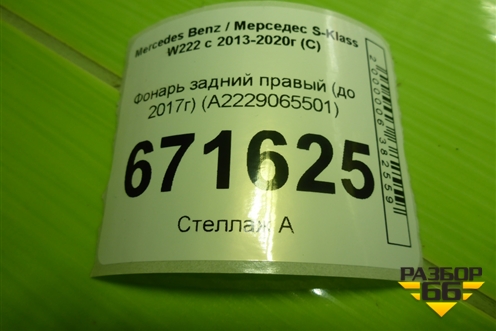 Mercedes Benz / Мерседес S-Klass
W222 с 2013-2020г (С)
Фонарь задний правый (до
2017г) (A2229065501)
671625
Стеллаж А
2000006382559
РАЗБОР
66